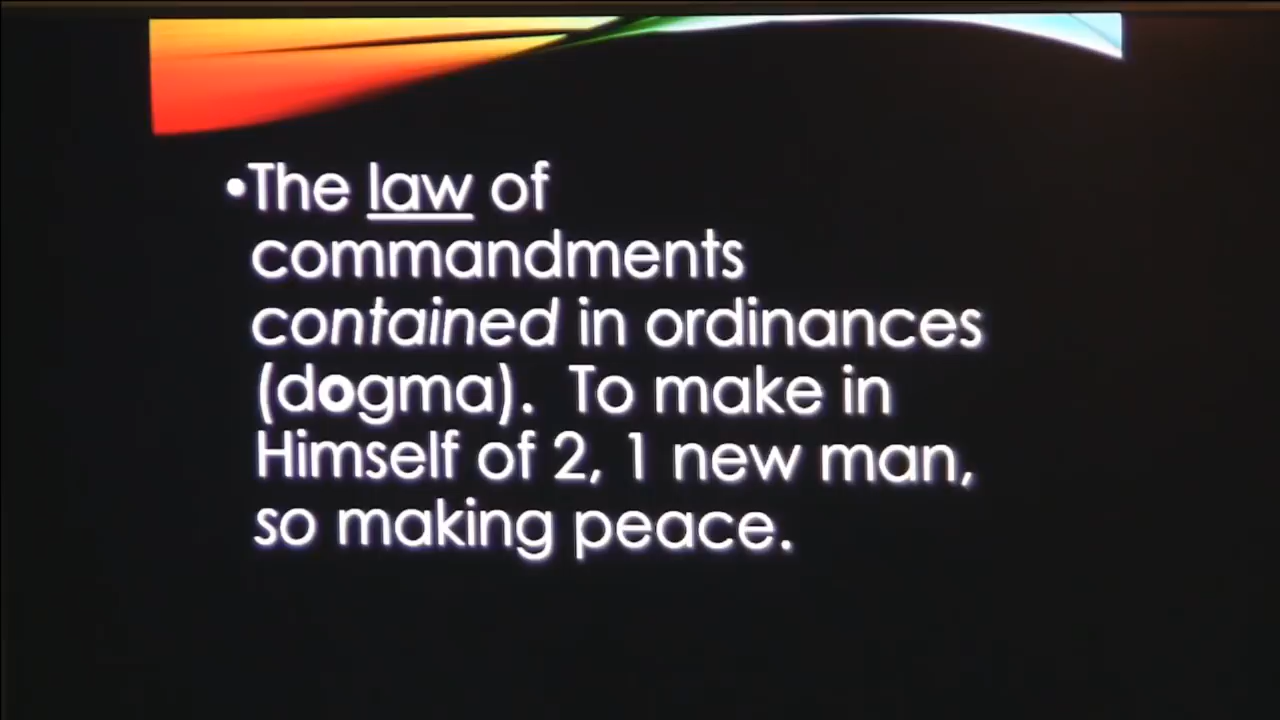 •The law of
commandments
contained in ordinances
(dogma).  To make in
Himself of 2, 1 new man,
so making peace.